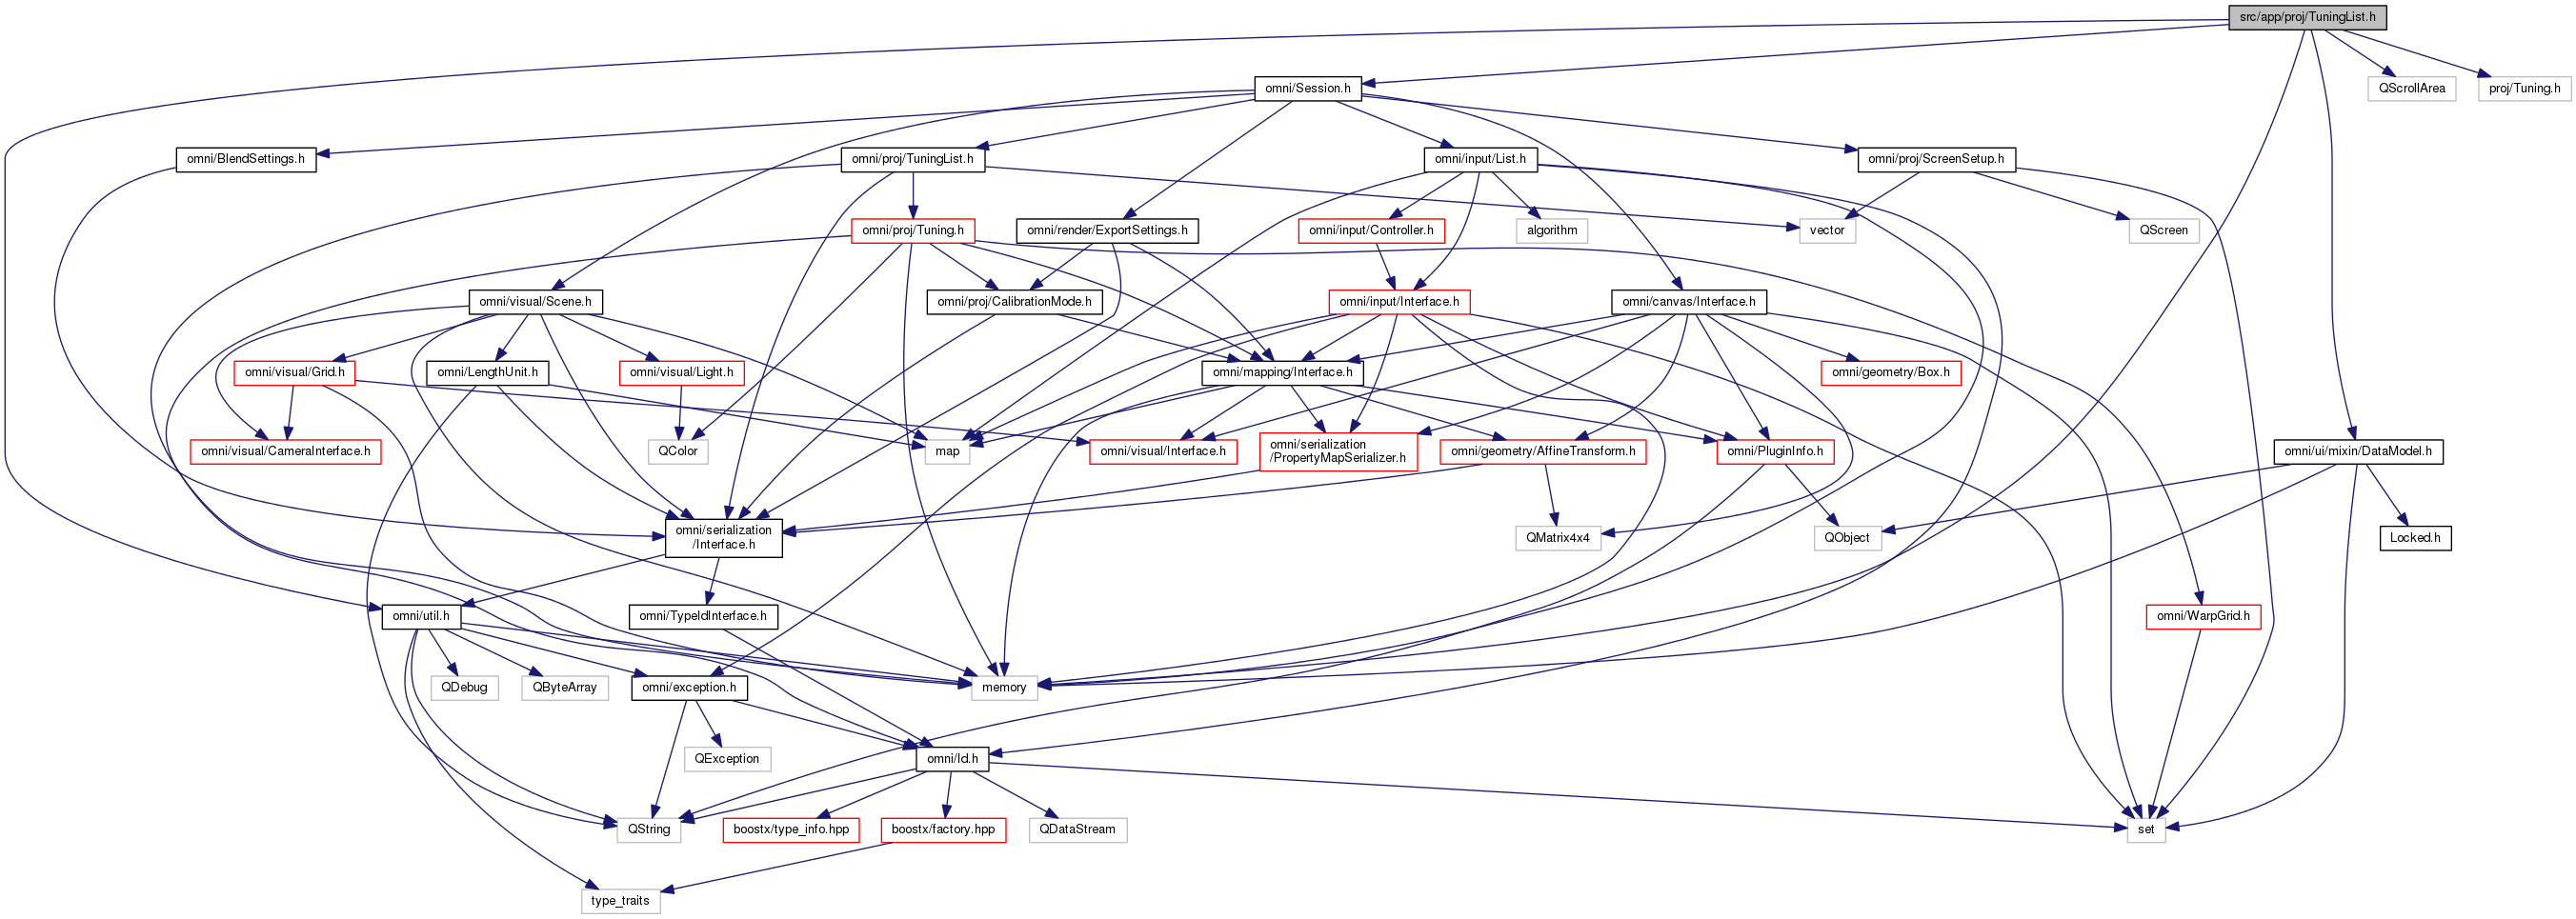 src/app/proj/TuningList.h
omni/Session.h
QScrollArea
proj/Tuning.h
omni/BlendSettings.h
omni/proj/TuningList.h
omni/input/List.h
omni/proj/ScreenSetup.h
omni/proj/Tuning.h
omni/render/ExportSettings.h
omni/input/Controller.h
algorithm
vector
QScreen
omni/visual/Scene.h
omni/proj/CalibrationMode.h
omni/input/Interface.h
omni/canvas/Interface.h
omni/visual/Grid.h
omni/LengthUnit.h
omni/visual/Light.h
omni/mapping/Interface.h
omni/geometry/Box.h
omni/visual/CameraInterface.h
QColor
map
omni/visual/Interface.h
omni/serialization
/PropertyMapSerializer.h
omni/geometry/AffineTransform.h
omni/PluginInfo.h
omni/ui/mixin/DataModel.h
omni/serialization
/Interface.h
QMatrix4x4
QObject
Locked.h
omni/util.h
omni/TypeIdInterface.h
omni/WarpGrid.h
QDebug
QByteArray
omni/exception.h
memory
QException
omni/Id.h
QString
boostx/type_info.hpp
boostx/factory.hpp
QDataStream
set
type_traits